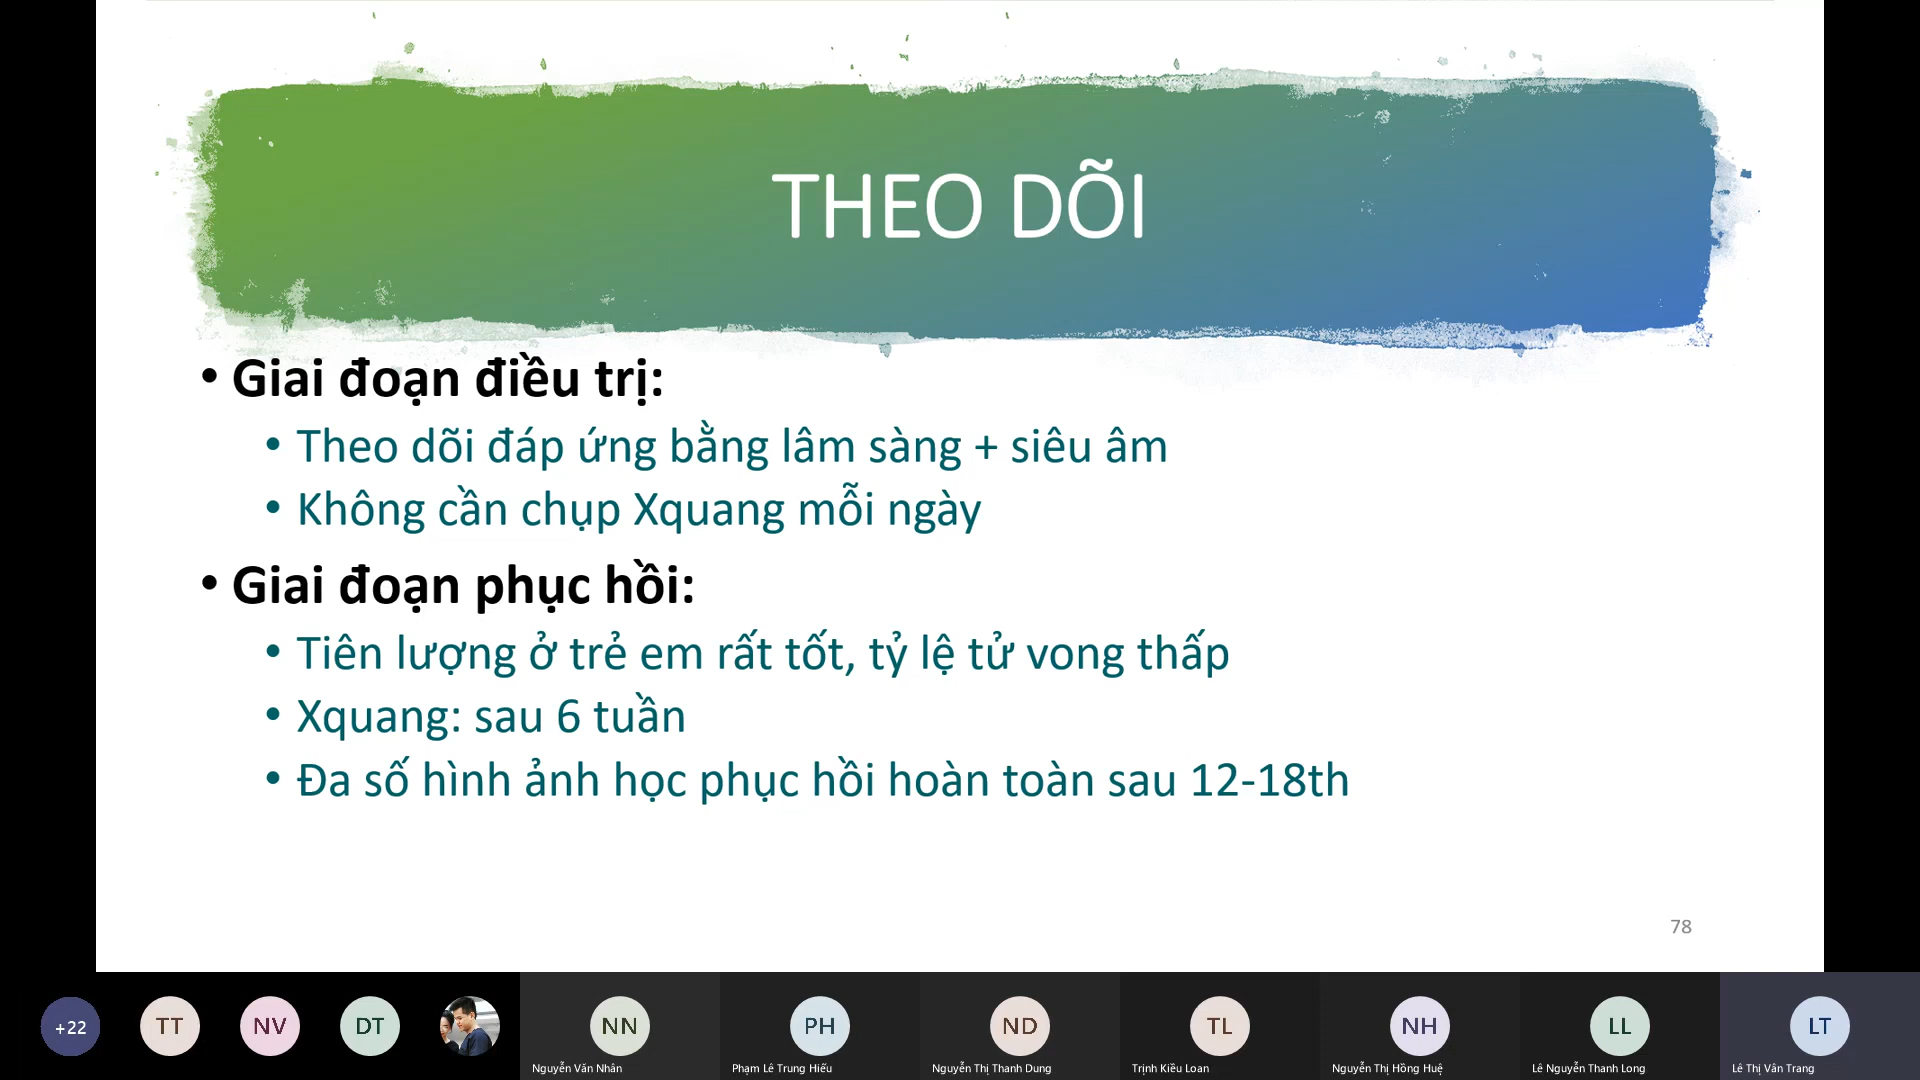 THEO DÕI
• Giai đoạn điều trị:
• Theo dõi đáp ứng bằng lâm sàng + siêu âm
• Không cần chụp Xquang mỗi ngày
• Giai đoạn phục hồi:
• Tiên lượng ở trẻ em rất tốt, tỷ lệ tử vong thấp
• Xquang: sau 6 tuần
• Đa số hình ảnh học phục hồi hoàn toàn sau 12-18th
78
+22
TT
NV
DT
NN
PH
ND
TL
NH
LL
LT
Nguyễn Văn Nhân
Phạm Lê Trung Hiếu
Nguyễn Thị Thanh Dung
Trịnh Kiều Loan
Nguyễn Thị Hồng Huệ
Lê Nguyễn Thanh Long
Lê Thị Vân Trang